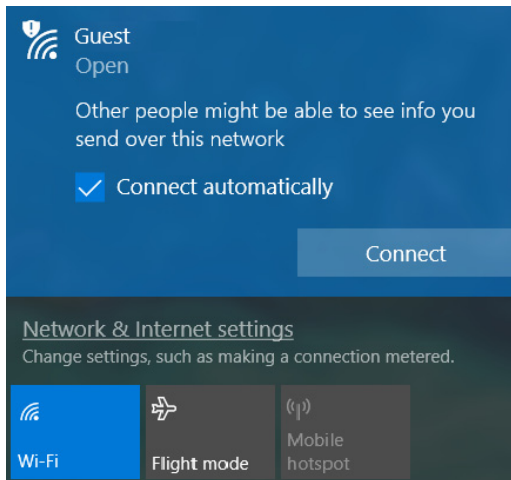 Guest
Open
Other people might be able to see info you
send over this network
Connect automatically
Connect
Network & Internet settings
Change settings, such as making a connection metered.
Wi-Fi
Flight mode
Mobile
hotspot